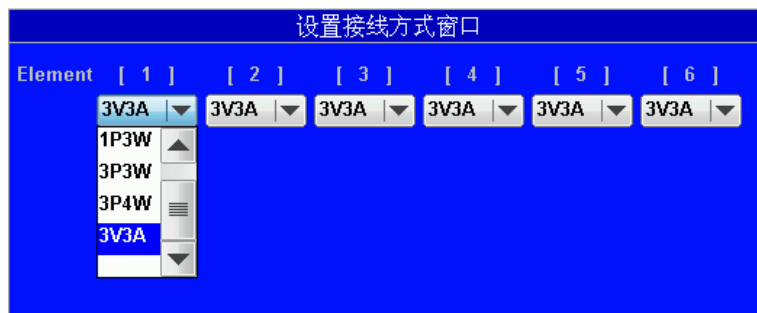 设置接线方式窗口
Element [ 1 ] [ 2 ] [ 3 ] [ 4 ] [ 5 ] [ 6 ]
3V3A 3V3A 3V3A 3V3A 3V3A 3V3A
1P3W
3P3W
3P4W
3V3A